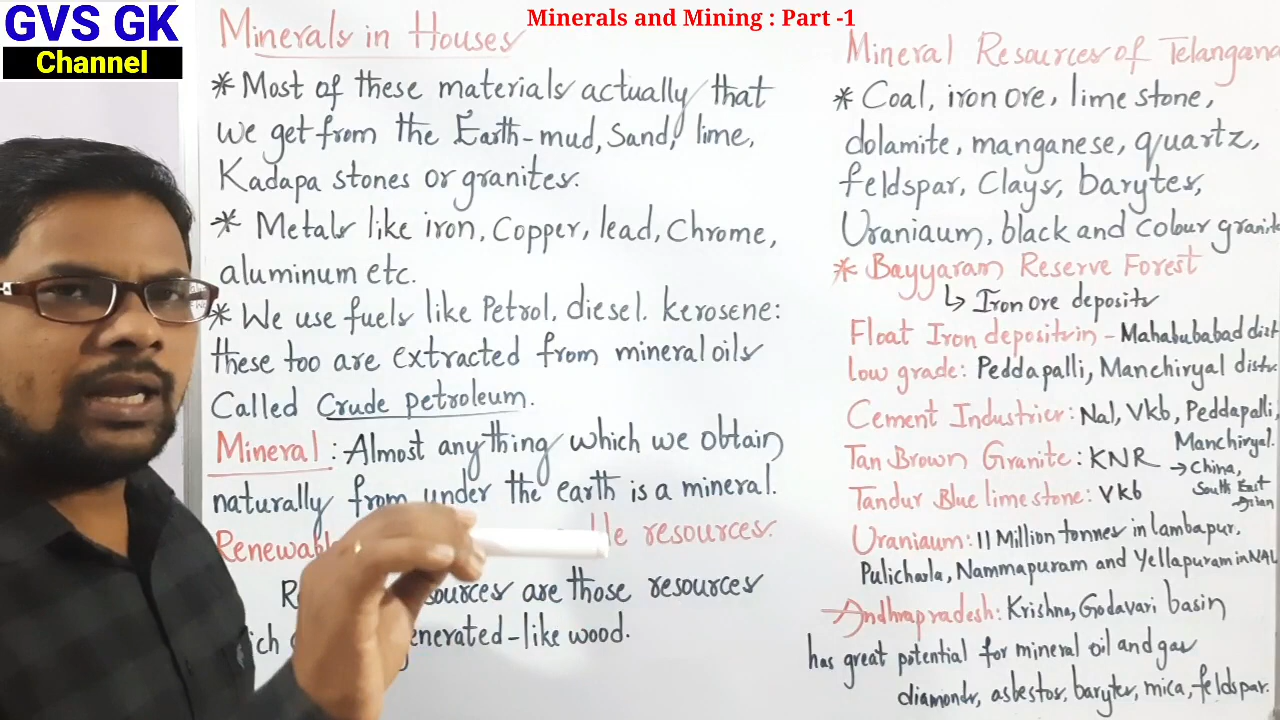 GVS GK
Channel
Minerals and Mining : Part -1
Minerals in Houses
* Most of these materials actually that
we get from the Earth-mud, Sand, lime,
Kadapa stones or granites.
* Metals like iron, Copper, lead, Chrome,
aluminum etc.
* We use fuels like Petrol, diesel. kerosene:
these too are extracted from mineral oils
Called Crude petroleum.
Mineral : Almost anything which we obtain
naturally from under the earth is a mineral.
resources.
are those resources
-like wood.
Mineral Resources of Telangana
* Coal, iron ore, lime stone,
dolamite, manganese, quartz,
feldspar, Clays, barytes,
Uraniaum, black and colour
* Bayyaram Reserve Forest
↳ Iron ore deposits
Float Iron deposits in - Mahabubabad dist
Low grade: Peddapalli, Manchiryal dists.
Cement Industries: Nal, Vkb, Peddapalli,
Manchiryal.
Tan Brown Granite : KNR → China,
South East
Asian
Tandur Blue lime stone: Vkb
Uraniaum: 11 Million tonnes in lambapur,
Pulichala, Nammapuram and Yellapuram in NAL
Andhrapradesh: Krishna, Godavari basin
has great potential for mineral oil and gas
diamonds, asbestos, barytes, mica, feldspar.